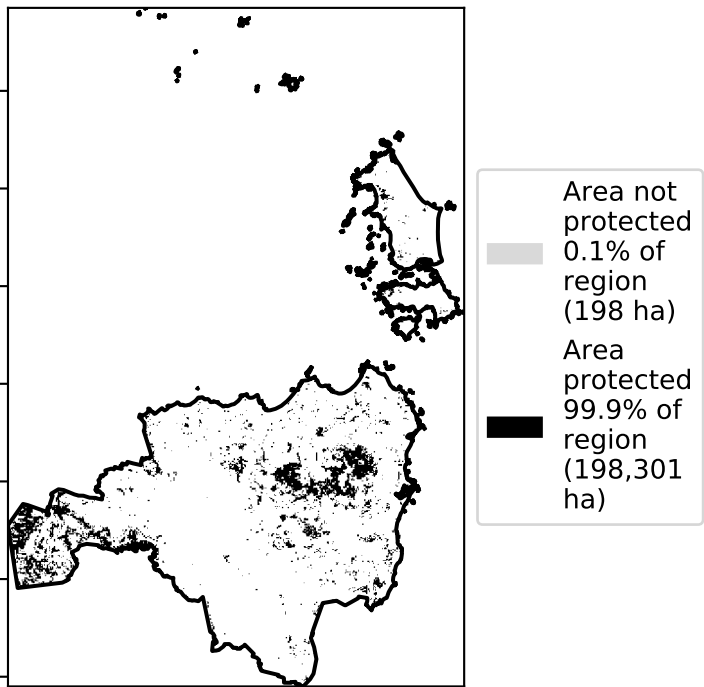 Area not
protected
0.1% of
region
(198 ha)
Area
protected
99.9% of
region
(198,301
ha)